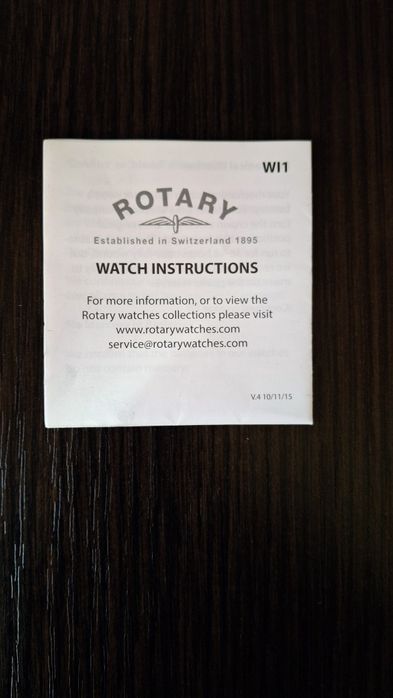 WI1
ROTARY
Established in Switzerland 1895
WATCH INSTRUCTIONS
For more information, or to view the
Rotary watches collections please visit
www.rotarywatches.com
service@rotarywatches.com
V.4 10/11/15